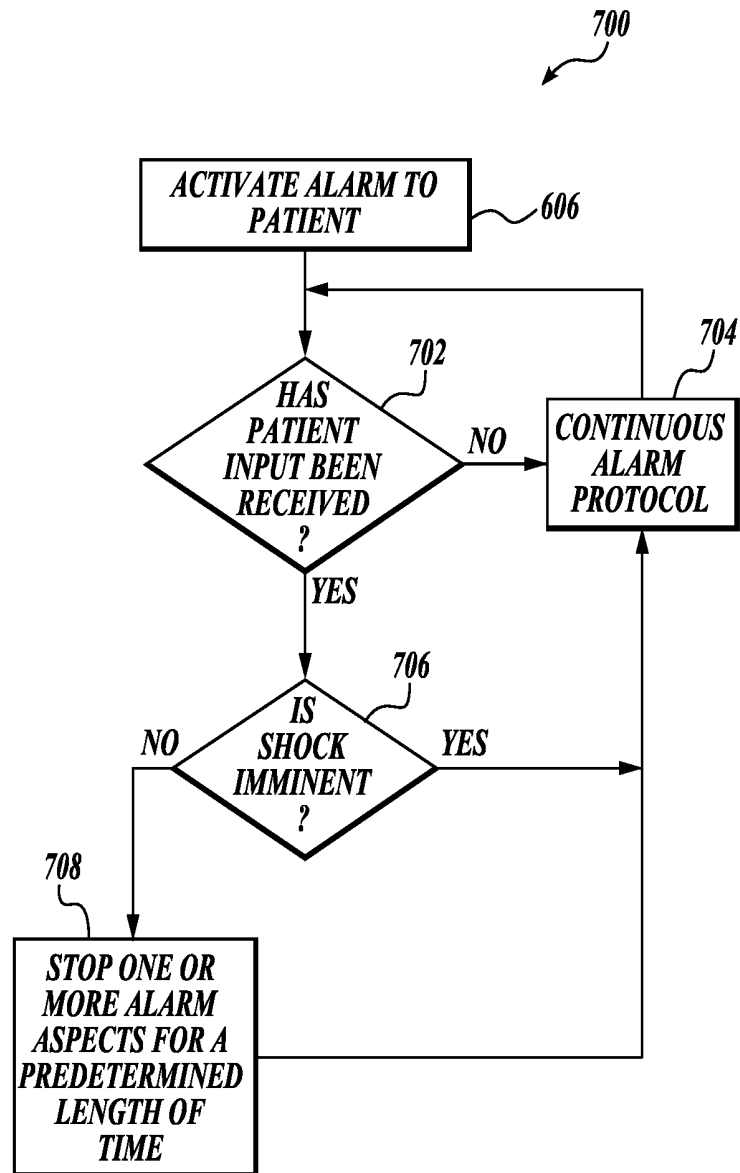 700
ACTIVATE ALARM TO
PATIENT
606
702
HAS
PATIENT
INPUT BEEN
RECEIVED
?
NO
704
CONTINUOUS
ALARM
PROTOCOL
YES
706
IS
SHOCK
IMMINENT
?
NO
YES
708
STOP ONE OR
MORE ALARM
ASPECTS FOR A
PREDETERMINED
LENGTH OF
TIME